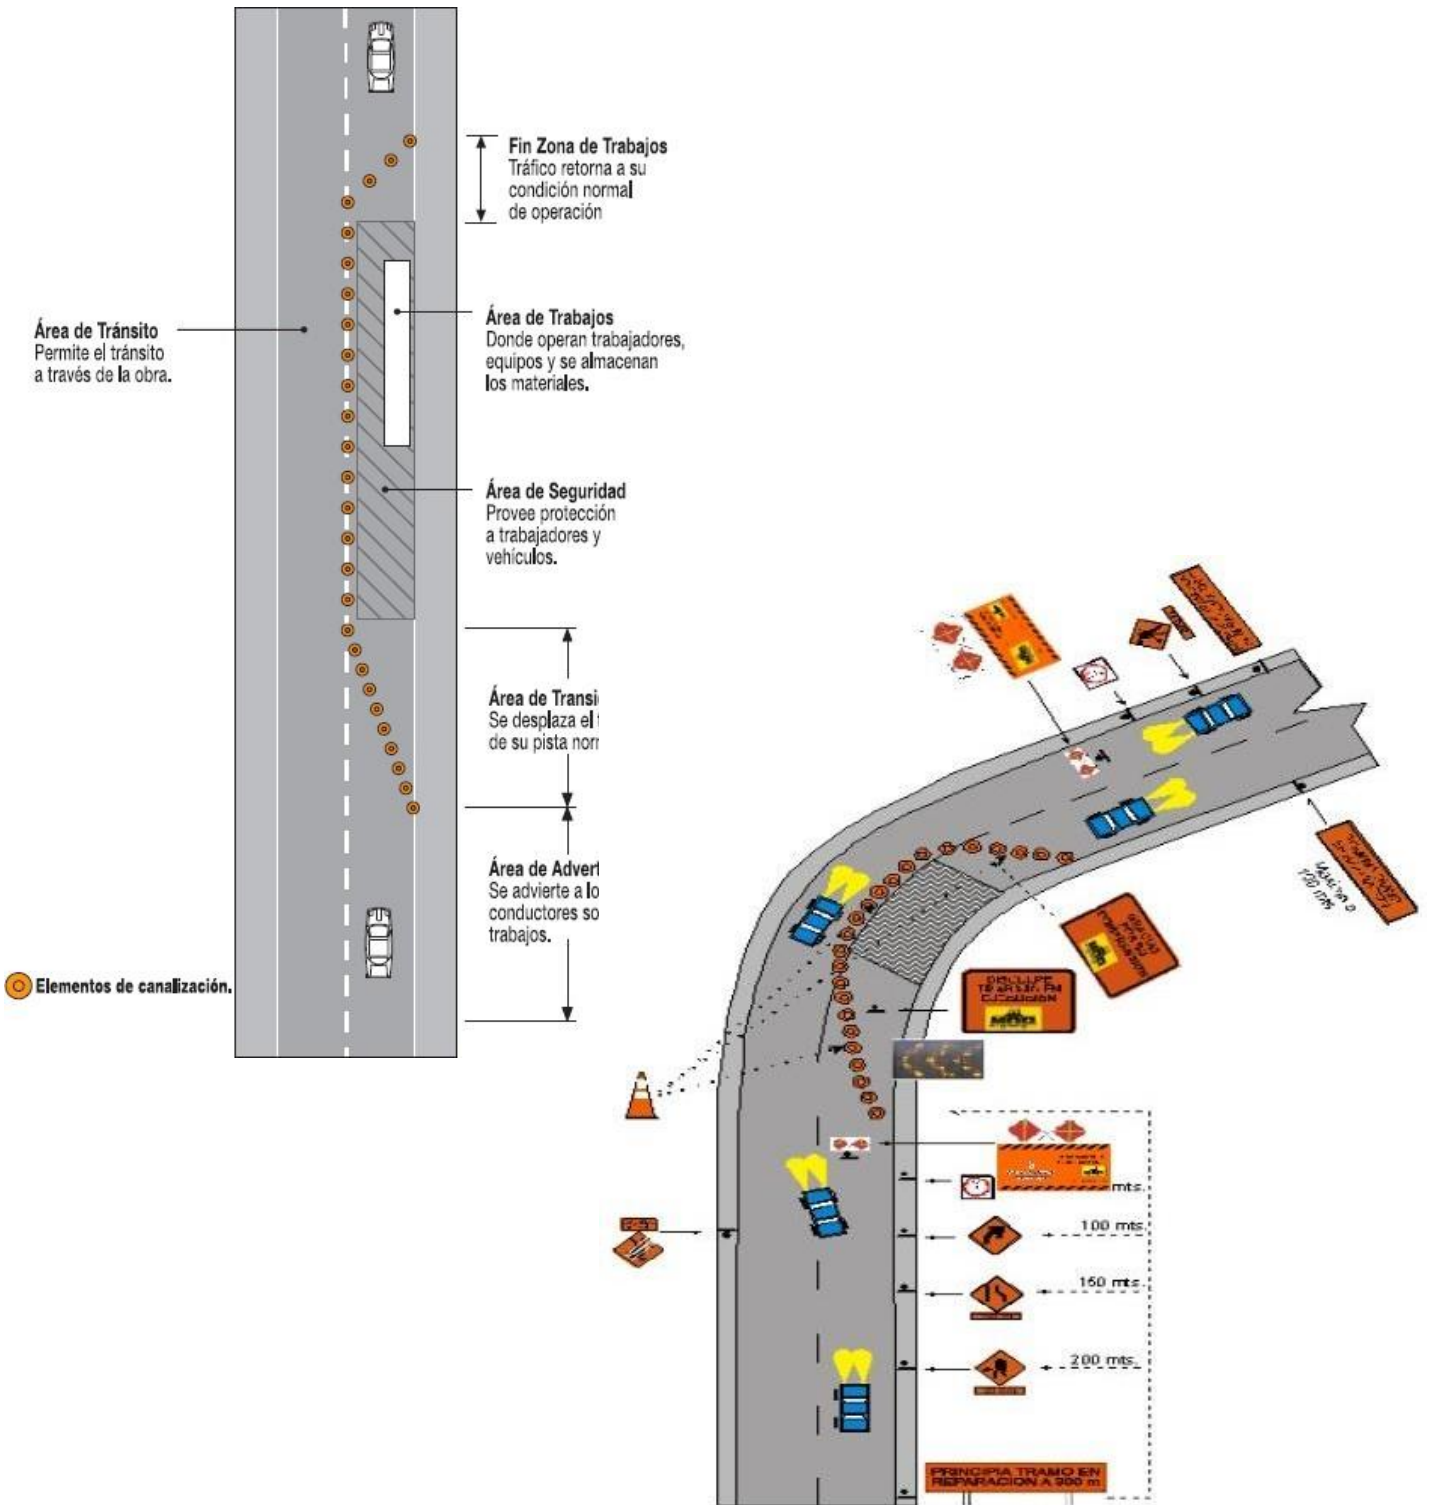 Fin Zona de Trabajos
Tráfico retorna a su
condición normal
de operación
Área de Tránsito
Permite el tránsito
a través de la obra.
Área de Trabajos
Donde operan trabajadores,
equipos y se almacenan
los materiales.
Área de Seguridad
Provee protección
a trabajadores y
vehículos.
Área de Transi
Se desplaza el
de su pista nor
Área de Advert
Se advierte a lo
conductores so
trabajos.
Elementos de canalización.
DISCULPE
mts.
100 mts.
150 mts.
200 mts.
PRINCIPIA TRAMO EN
REPARACION A 300 m